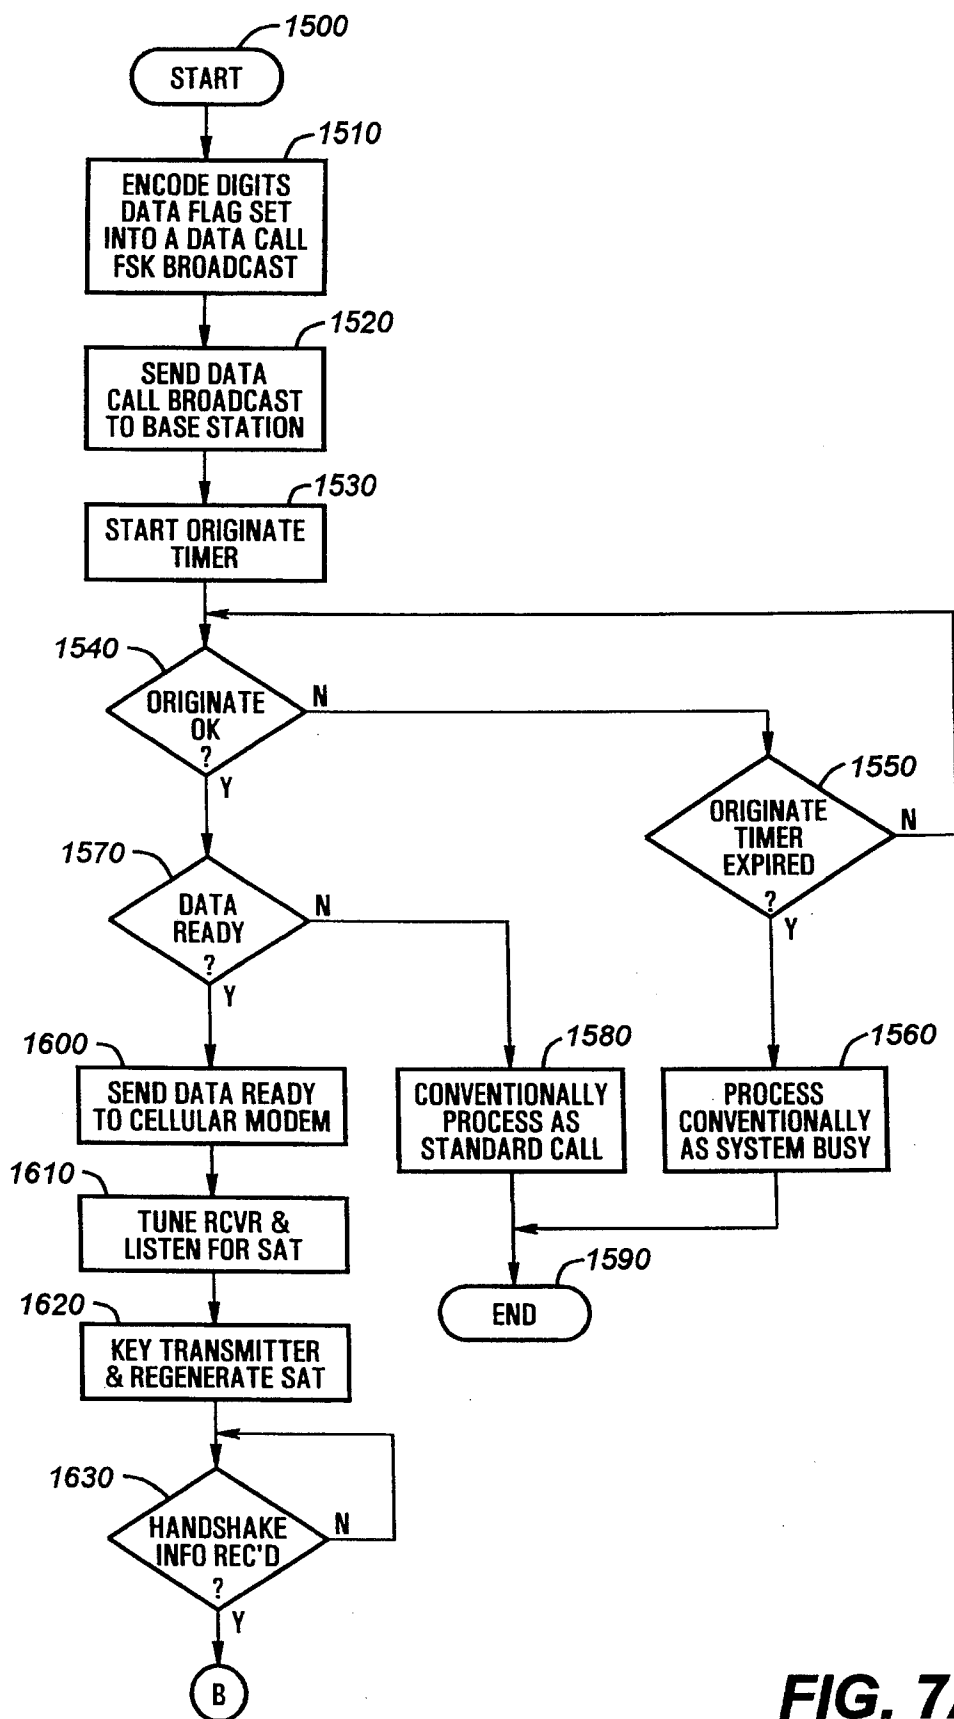 1500
START
1510
ENCODE DIGITS
DATA FLAG SET
INTO A DATA CALL
FSK BROADCAST
1520
SEND DATA
CALL BROADCAST
TO BASE STATION
1530
START ORIGINATE
TIMER
1540
ORIGINATE
OK
?
N
Y
1550
ORIGINATE
TIMER
EXPIRED
?
N
Y
1570
DATA
READY
?
N
Y
1600
SEND DATA READY
TO CELLULAR MODEM
1580
CONVENTIONALLY
PROCESS AS
STANDARD CALL
1560
PROCESS
CONVENTIONALLY
AS SYSTEM BUSY
1610
TUNE RCVR &
LISTEN FOR SAT
1590
END
1620
KEY TRANSMITTER
& REGENERATE SAT
1630
HANDSHAKE
INFO REC'D
?
N
Y
B
FIG. 7